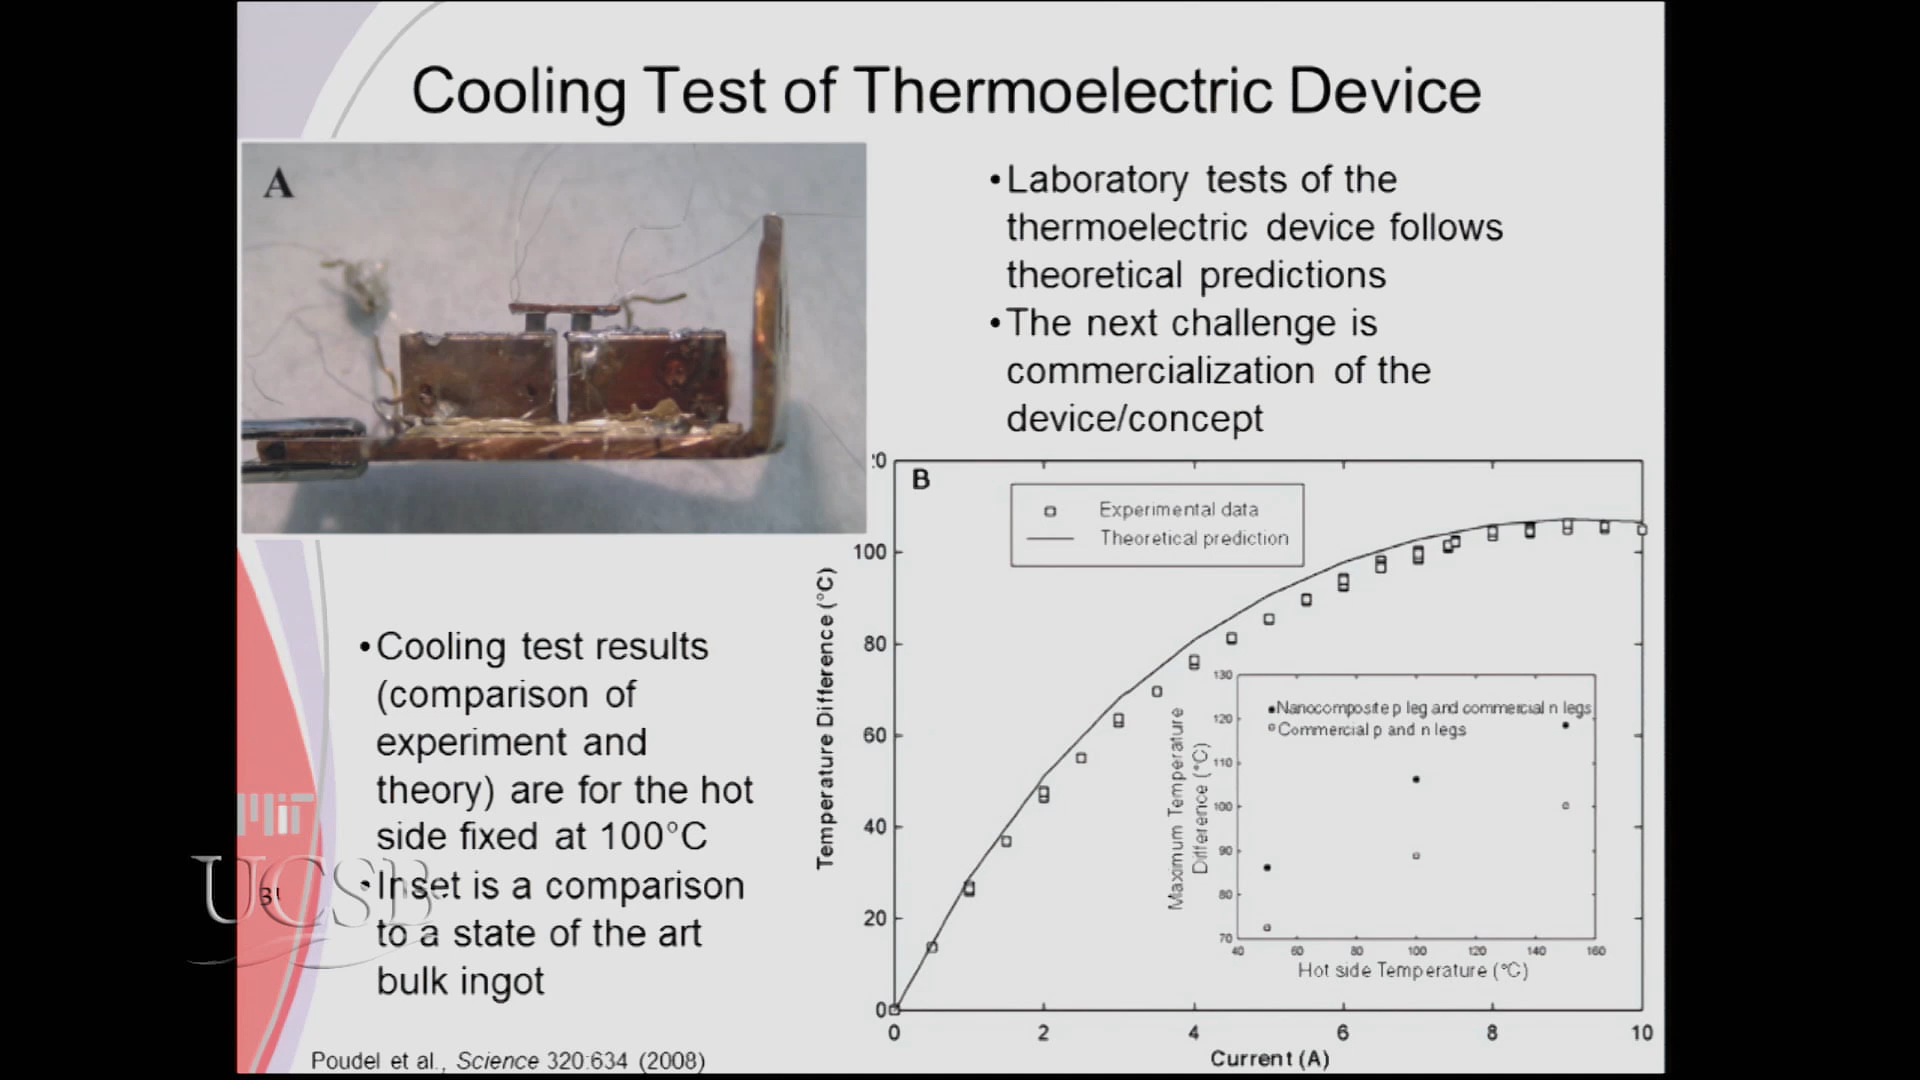 Cooling Test of Thermoelectric Device
A
•Laboratory tests of the
thermoelectric device follows
theoretical predictions
•The next challenge is
commercialization of the
device/concept
•Cooling test results
(comparison of
experiment and
theory) are for the hot
side fixed at 100°C
•Inset is a comparison
to a state of the art
bulk ingot
Poudel et al., Science 320:634 (2008)
UCSB
MIT
B
Experimental data
Theoretical prediction
Temperature Difference (°C)
100
80
60
40
20
0
0 2 4 6 8 10
Current (A)
•Nanocomposite p leg and commercial n legs
Commercial p and n legs
Maximum Temperature
Difference (°C)
130
120
110
100
90
80
70
40 60 80 100 120 140 160
Hot side Temperature (°C)